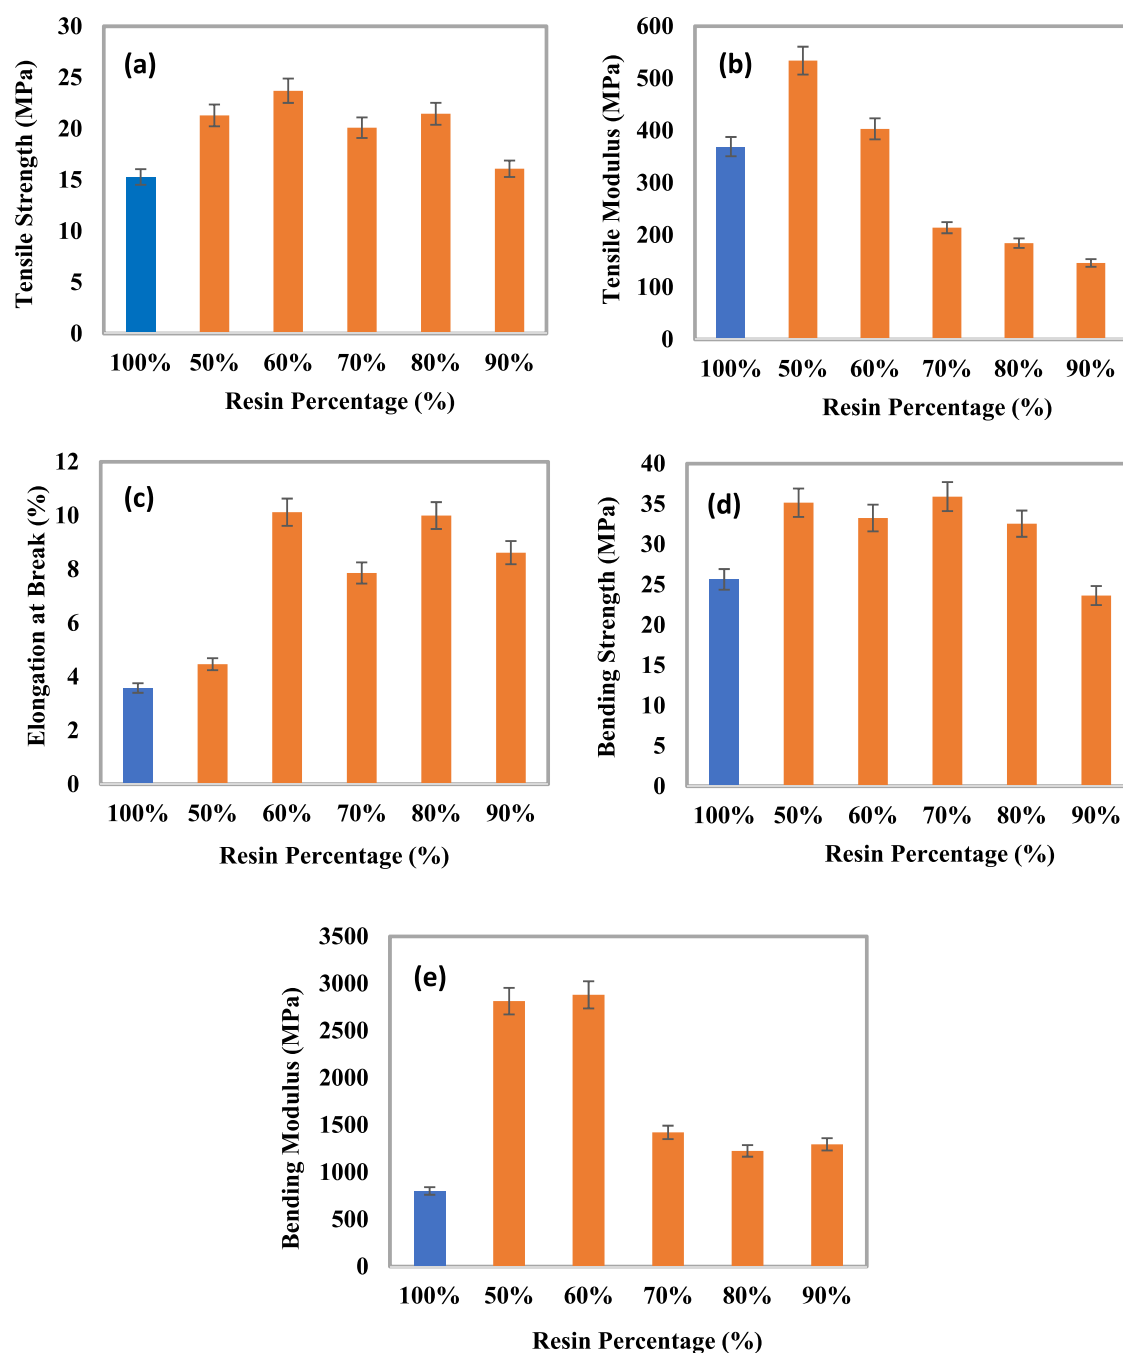 (a)
Tensile Strength (MPa)
30
25
20
15
10
5
0
100% 50% 60% 70% 80% 90%
Resin Percentage (%)
(b)
Tensile Modulus (MPa)
600
500
400
300
200
100
0
100% 50% 60% 70% 80% 90%
Resin Percentage (%)
(c)
Elongation at Break (%)
12
10
8
6
4
2
0
100% 50% 60% 70% 80% 90%
Resin Percentage (%)
(d)
Bending Strength (MPa)
40
35
30
25
20
15
10
5
0
100% 50% 60% 70% 80% 90%
Resin Percentage (%)
(e)
Bending Modulus (MPa)
3500
3000
2500
2000
1500
1000
500
0
100% 50% 60% 70% 80% 90%
Resin Percentage (%)